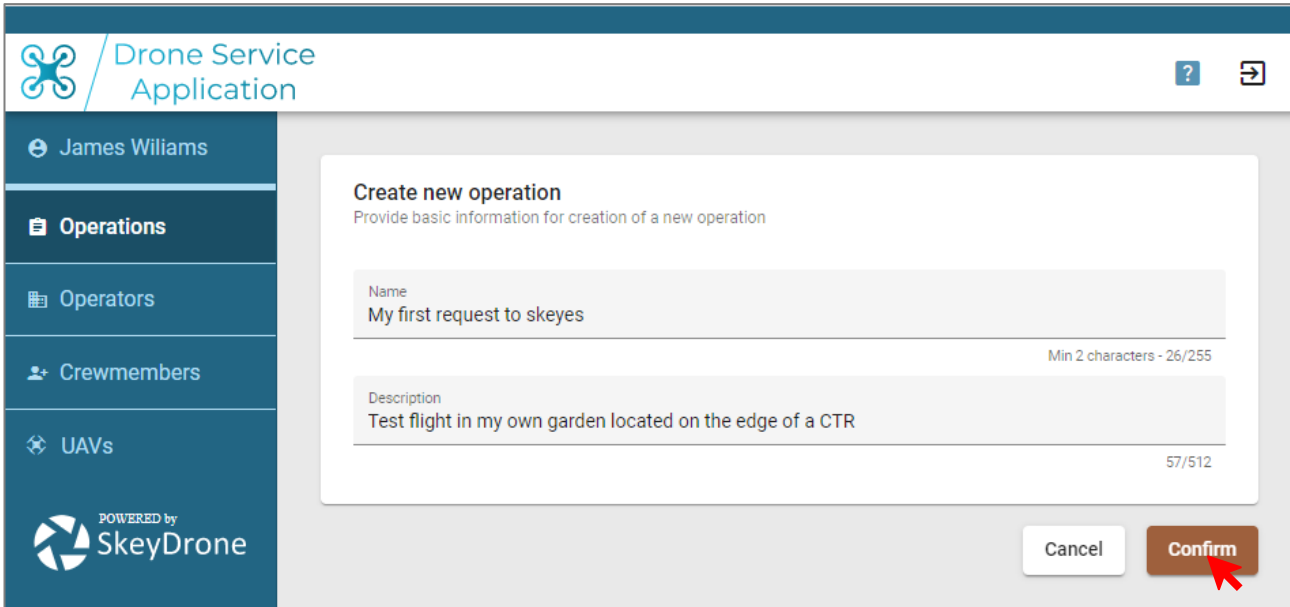 Drone Service
Application
?
James Wiliams
Operations
Operators
Crewmembers
UAVs
POWERED by
SkeyDrone
Create new operation
Provide basic information for creation of a new operation
Name
My first request to skeyes
Min 2 characters - 26/255
Description
Test flight in my own garden located on the edge of a CTR
57/512
Cancel
Confirm